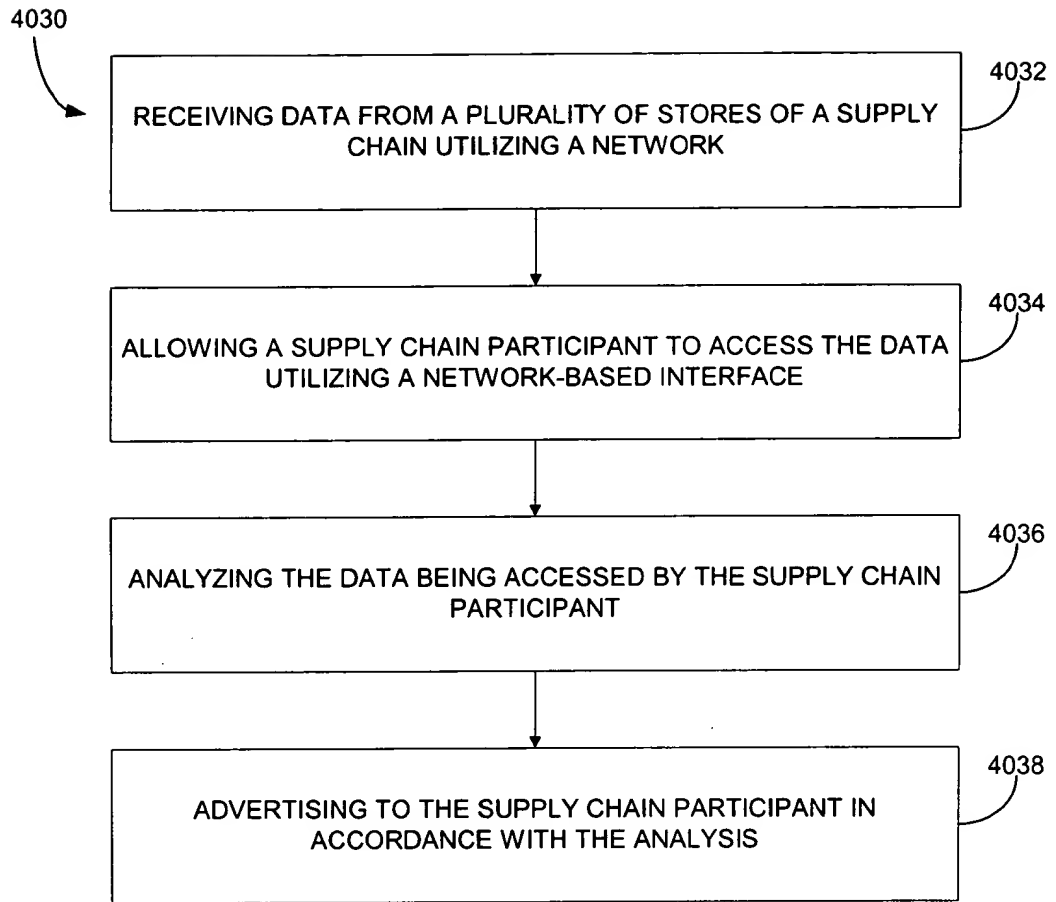 4030
4032
RECEIVING DATA FROM A PLURALITY OF STORES OF A SUPPLY
CHAIN UTILIZING A NETWORK
4034
ALLOWING A SUPPLY CHAIN PARTICIPANT TO ACCESS THE DATA
UTILIZING A NETWORK-BASED INTERFACE
4036
ANALYZING THE DATA BEING ACCESSED BY THE SUPPLY CHAIN
PARTICIPANT
4038
ADVERTISING TO THE SUPPLY CHAIN PARTICIPANT IN
ACCORDANCE WITH THE ANALYSIS